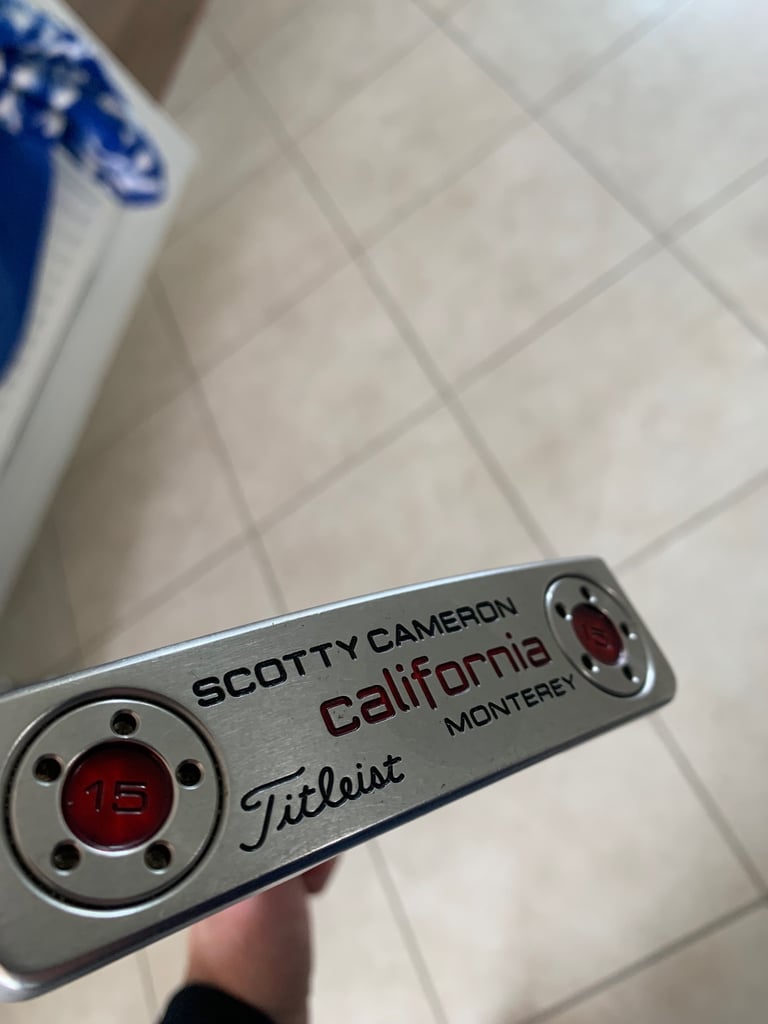 SCOTTY CAMERON
california
MONTEREY
Titleist
15
15